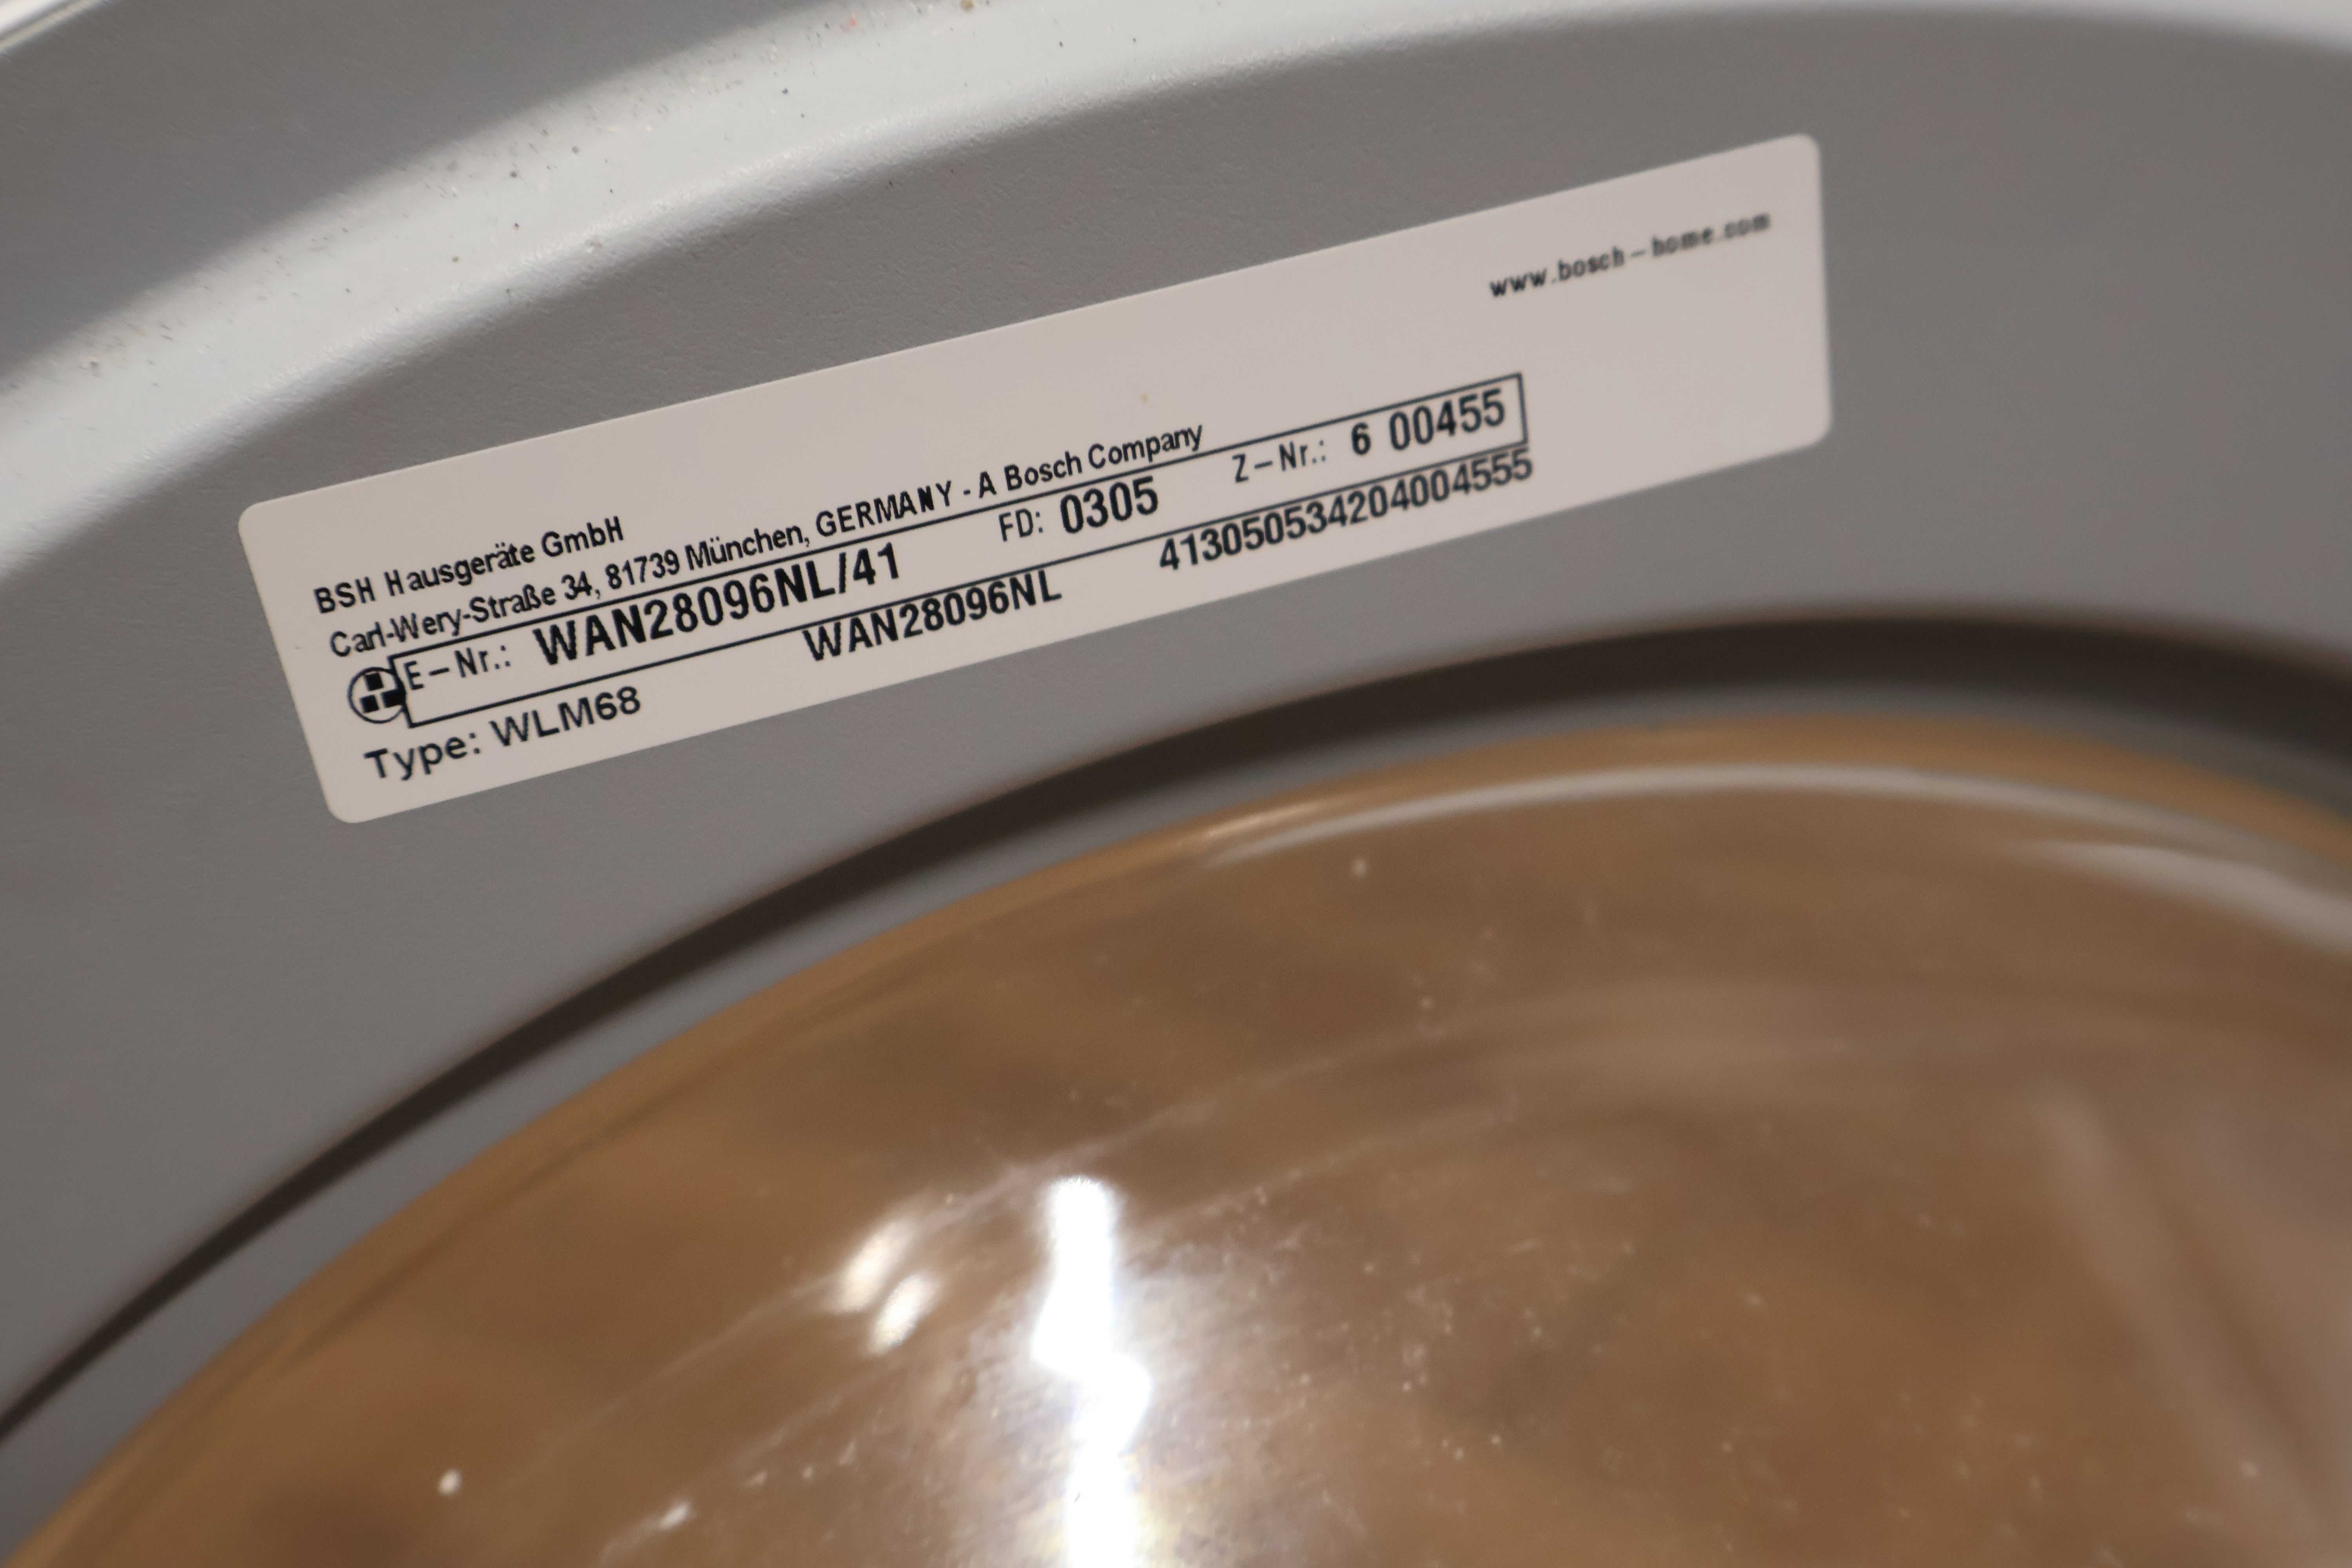 www.bosch-home.com
BSH Hausgeräte GmbH
Carl-Wery-Straße 34, 81739 München, GERMANY - A Bosch Company
E-Nr.: WAN28096NL/41 FD: 0305 Z-Nr.: 6 00455
Type: WLM68 WAN28096NL 413050534204004555